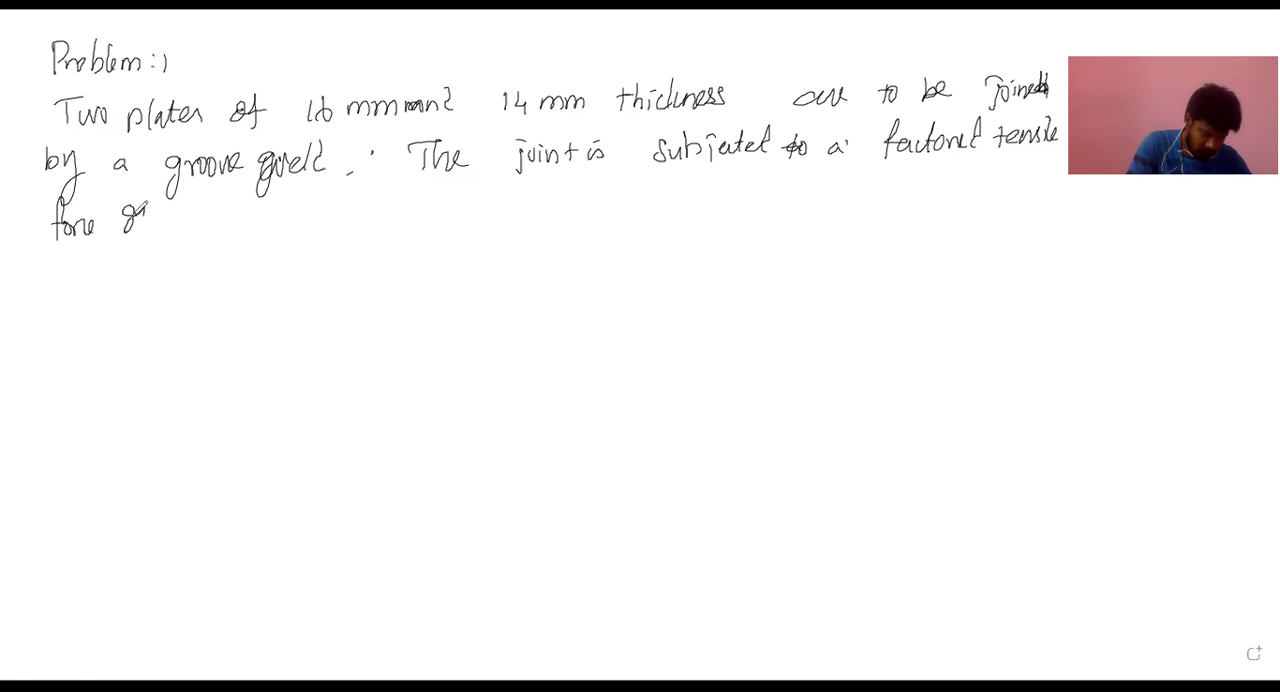 Problem:)
Two plates of 16 mm and 14 mm thickness are to be joined
by a groove weld. The joint is subjected to a factored tensile
force